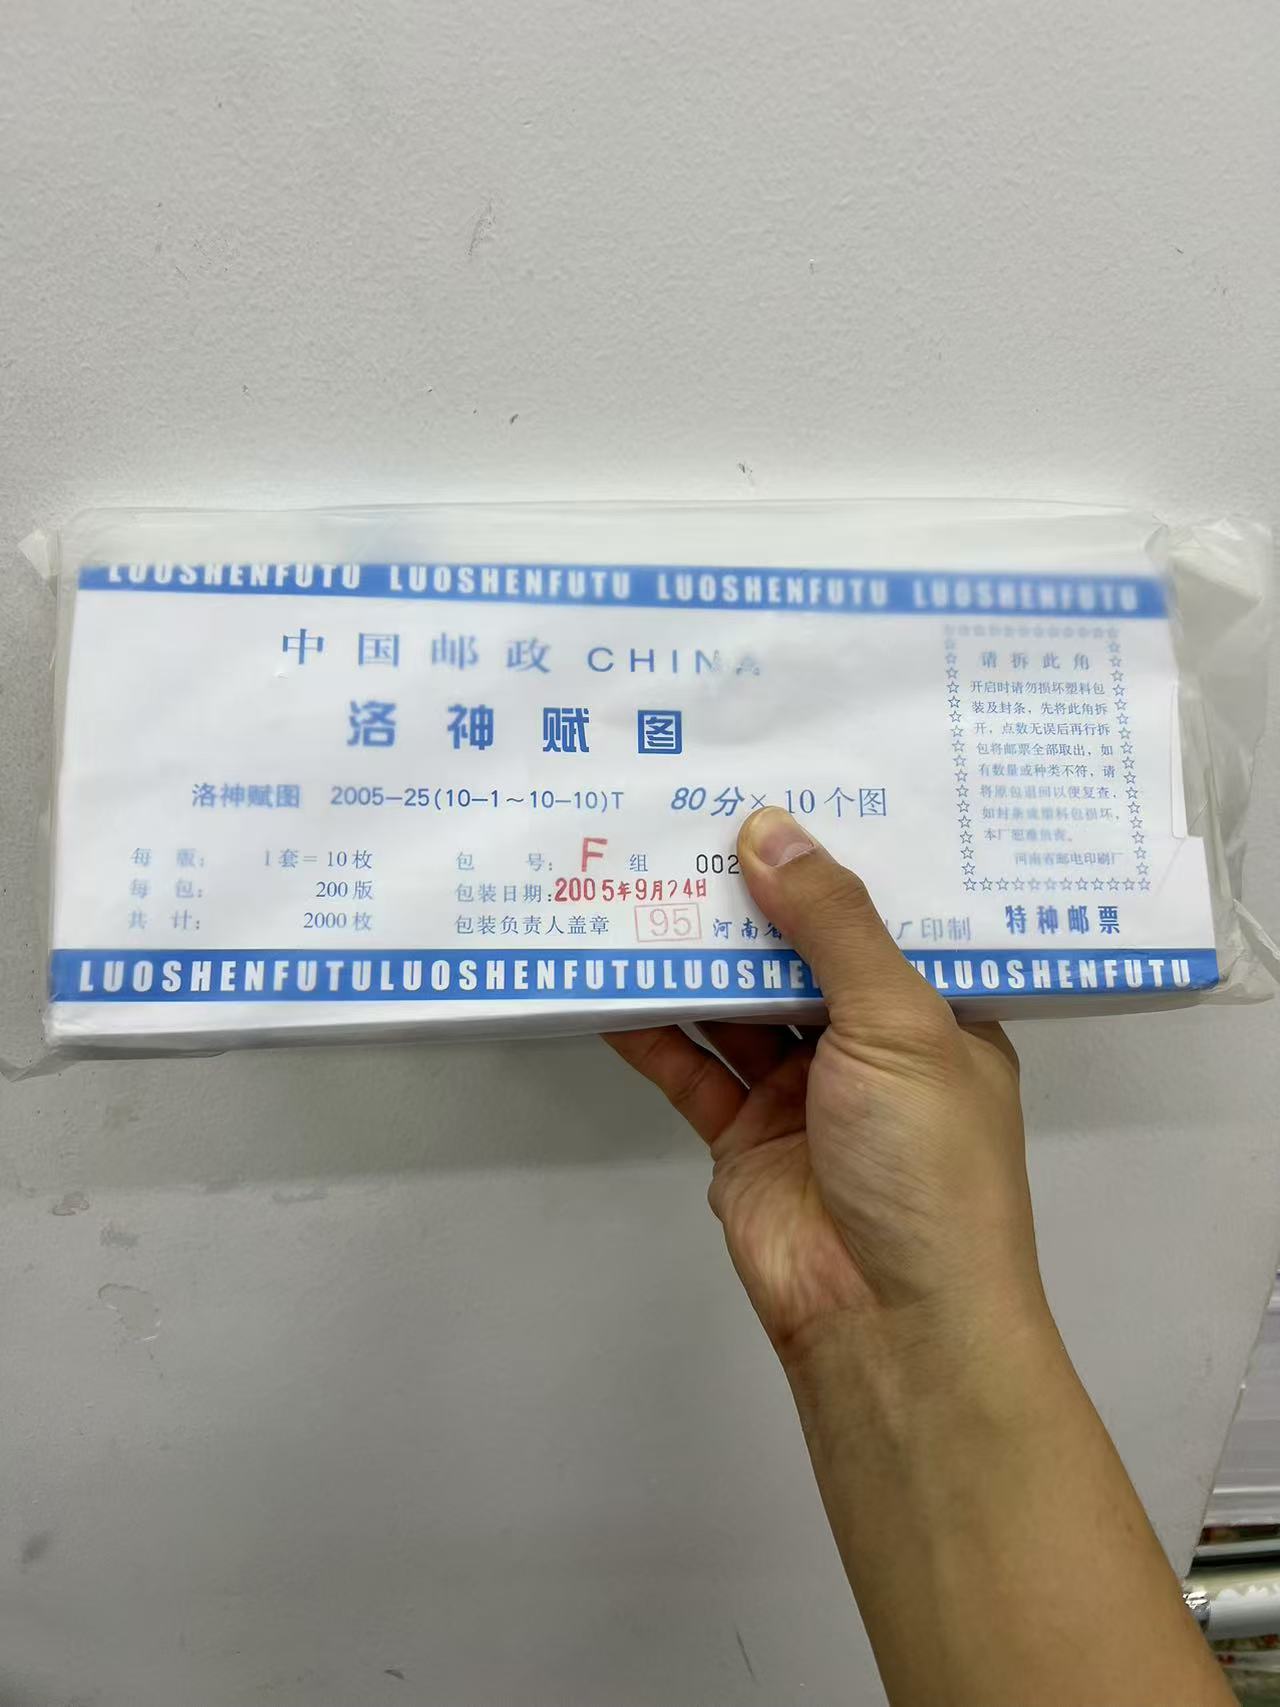 LUOSHENFUTU LUOSHENFUTU LUOSHENFUTU LUOSHENFUTU
中国邮政 CHINA
洛神赋图
洛神赋图 2005-25(10-1~10-10)T 80分×10个图
每 版: 1套=10枚
每 包: 200版
共 计: 2000枚
包 号: F 组 002
包装日期:2005年9月24日
包装负责人盖章 95 河南省 厂印制
请拆此角
开启时请勿损坏塑料包
装及封条,先将此角拆
开,点数无误后再行拆
包将邮票全部取出,如
有数量或种类不符,请
将原包退回以便复查,
如封条或塑料包损坏,
本厂恕难负责。
河南省邮电印刷厂
☆☆☆☆☆☆☆☆☆☆☆☆
特种邮票
LUOSHENFUTULUOSHENFUTULUOSHE ULUOSHENFUTU